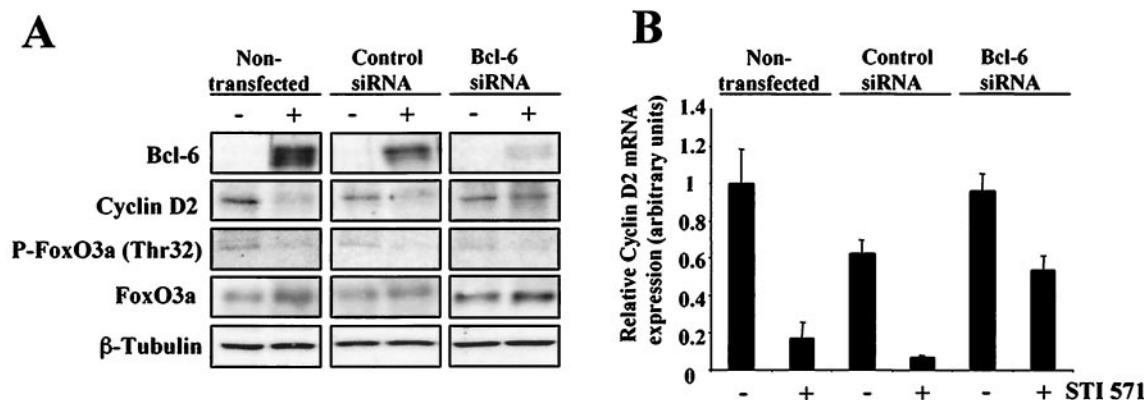 A
Non-
transfected
Control
siRNA
Bcl-6
siRNA
- + - + - +
Bcl-6
Cyclin D2
P-FoxO3a (Thr32)
FoxO3a
β-Tubulin
B
Non-
transfected
Control
siRNA
Bcl-6
siRNA
Relative Cyclin D2 mRNA
expression (arbitrary units)
1.4
1.2
1
0.8
0.6
0.4
0.2
0
- + - + - + STI 571